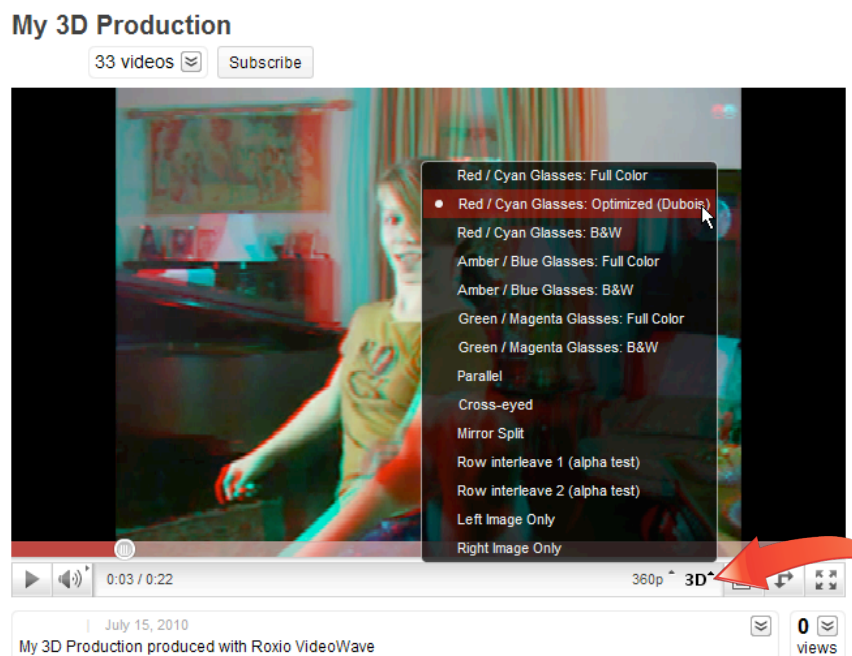 My 3D Production
33 videos
Subscribe
Red / Cyan Glasses: Full Color
Red / Cyan Glasses: Optimized (Dubois)
Red / Cyan Glasses: B&W
Amber / Blue Glasses: Full Color
Amber / Blue Glasses: B&W
Green / Magenta Glasses: Full Color
Green / Magenta Glasses: B&W
Parallel
Cross-eyed
Mirror Split
Row interleave 1 (alpha test)
Row interleave 2 (alpha test)
Left Image Only
Right Image Only
0:03 / 0:22
360p
3D
July 15, 2010
My 3D Production produced with Roxio VideoWave
0
views